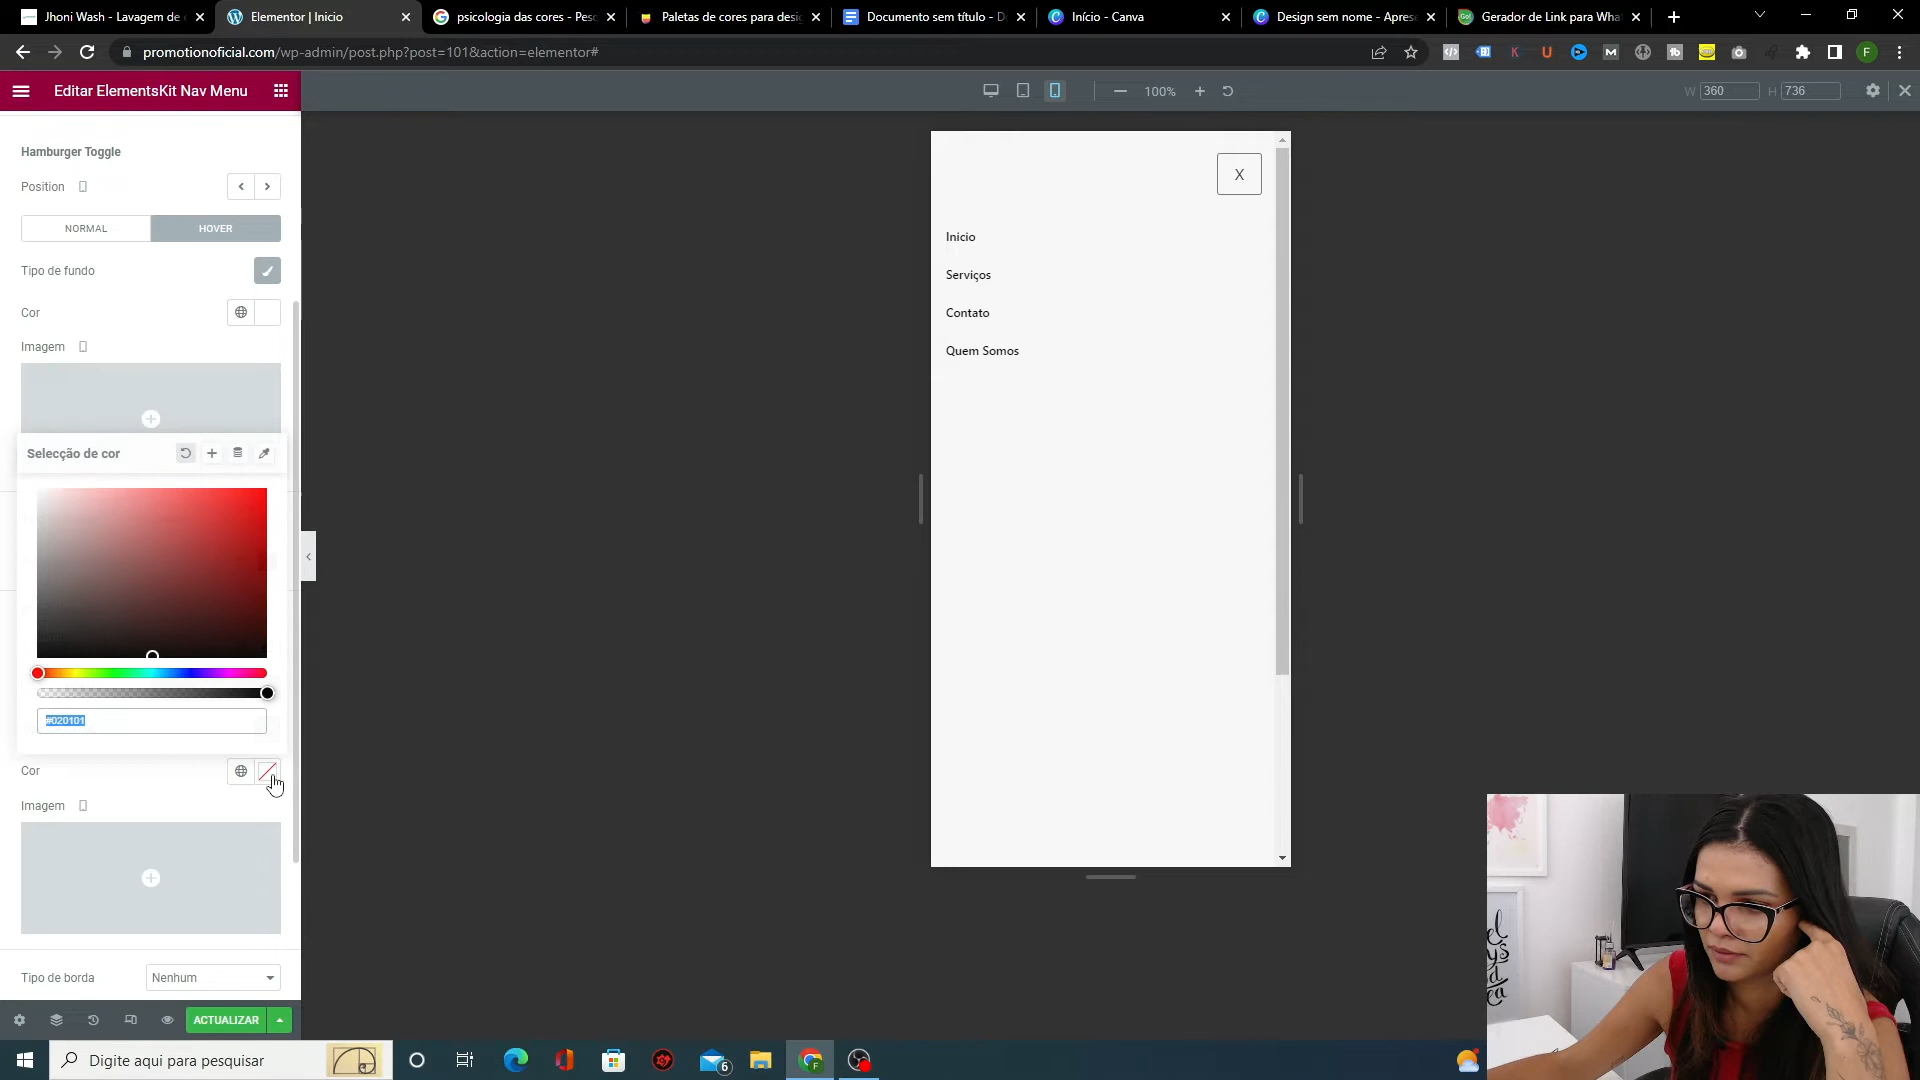 Jhoni Wash - Lavagem de
Elementor | Inicio
psicologia das cores - Pes
Paletas de cores para desi
Documento sem título - D
Início - Canva
Design sem nome - Aprese
Gerador de Link para Wha
promotionoficial.com/wp-admin/post.php?post=101&action=elementor#
Editar ElementsKit Nav Menu
100%
W 360
H 736
Hamburger Toggle
Position
NORMAL
HOVER
Tipo de fundo
Cor
Imagem
Selecção de cor
#020101
Cor
Imagem
Tipo de borda
Nenhum
ACTUALIZAR
X
Inicio
Serviços
Contato
Quem Somos
Digite aqui para pesquisar
6